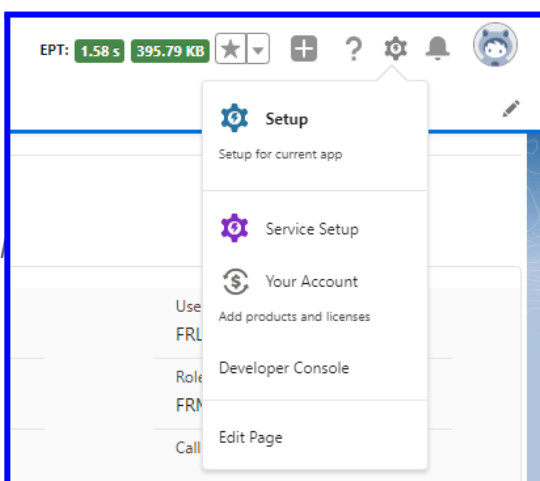 EPT: 1.58 s 395.79 KB
Setup
Setup for current app
Service Setup
Your Account
Add products and licenses
Developer Console
Edit Page
Use
FRL
Role
Call